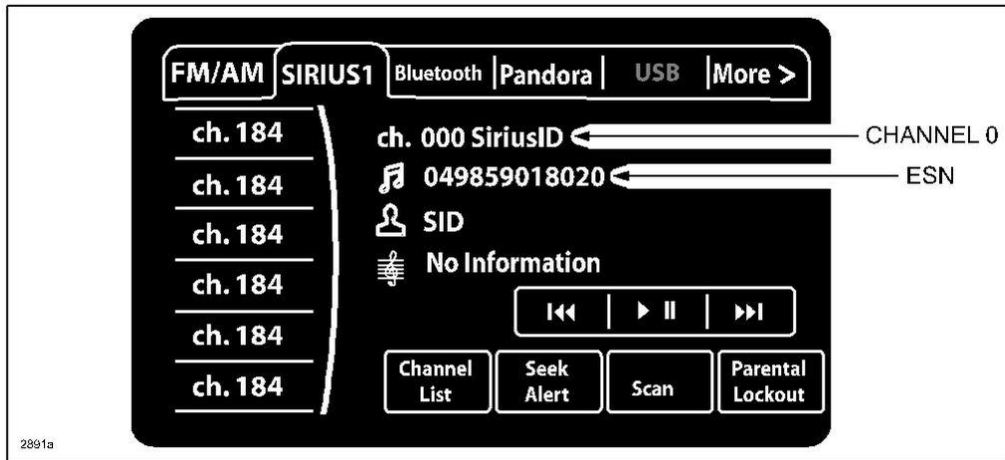 FM/AM SIRIUS1 Bluetooth Pandora USB More >
ch. 184
ch. 184
ch. 184
ch. 184
ch. 184
ch. 184
ch. 000 SiriusID
049859018020
SID
No Information
Channel List
Seek Alert
Scan
Parental Lockout
CHANNEL 0
ESN
2891a